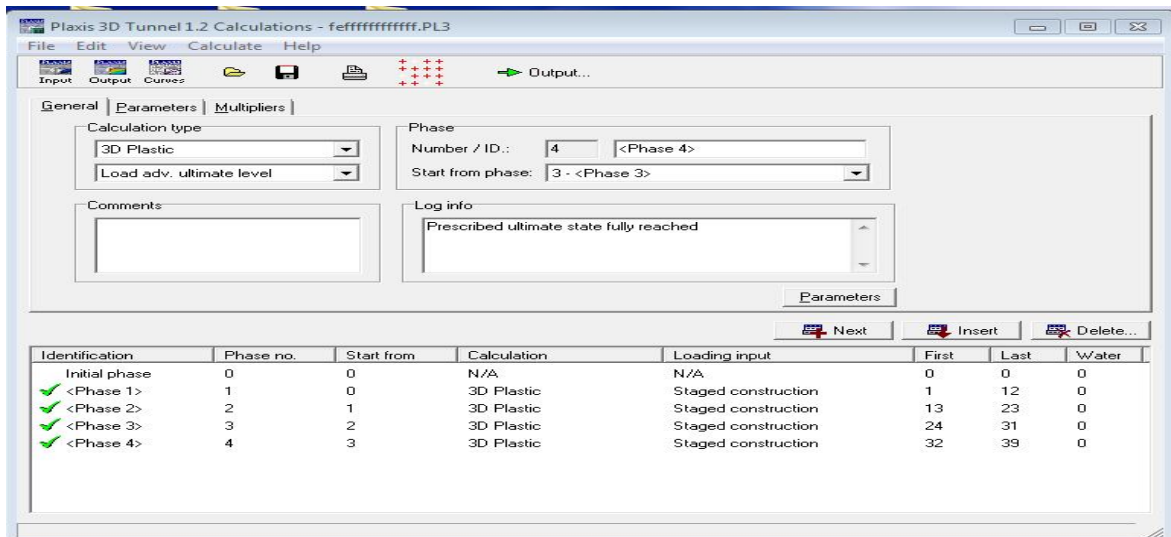 Plaxis 3D Tunnel 1.2 Calculations - feffffffffffff.PL3
File Edit View Calculate Help
Input Output Curves Output...
General Parameters Multipliers
Calculation type
3D Plastic
Load adv. ultimate level
Phase
Number / ID.: 4 <Phase 4>
Start from phase: 3 - <Phase 3>
Comments
Log info
Prescribed ultimate state fully reached
Parameters
Next Insert Delete...
Identification Phase no. Start from Calculation Loading input First Last Water
Initial phase 0 0 N/A N/A 0 0 0
<Phase 1> 1 0 3D Plastic Staged construction 1 12 0
<Phase 2> 2 1 3D Plastic Staged construction 13 23 0
<Phase 3> 3 2 3D Plastic Staged construction 24 31 0
<Phase 4> 4 3 3D Plastic Staged construction 32 39 0